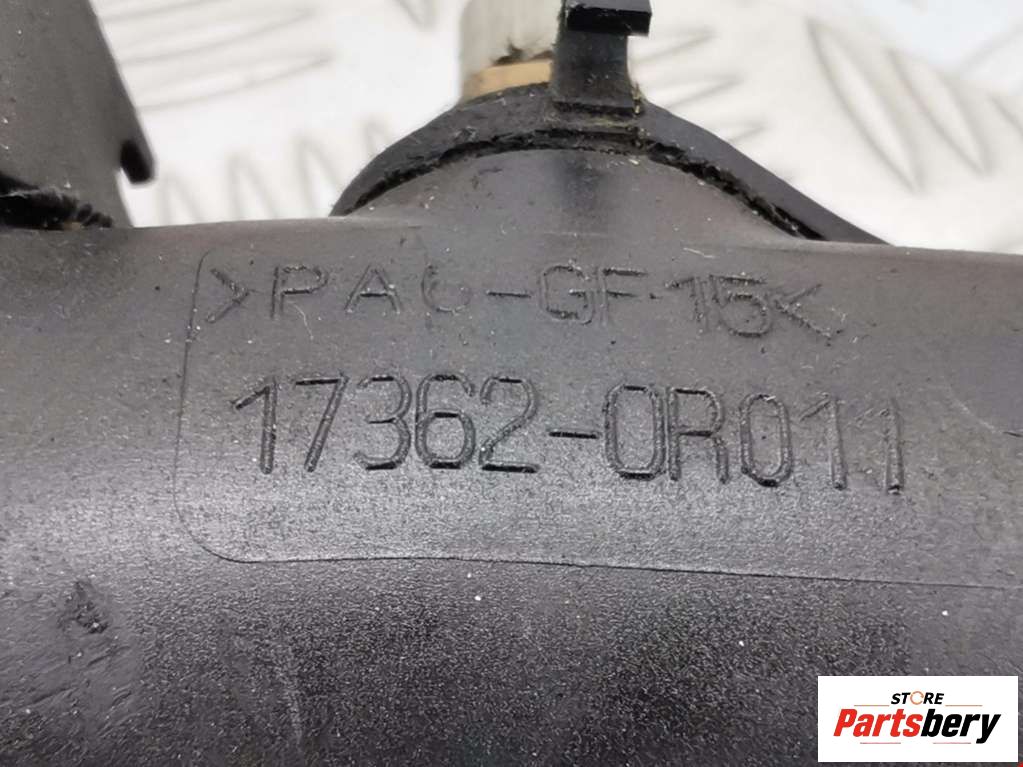 >PA6-GF15<
17362-0R011
STORE
Partsbery